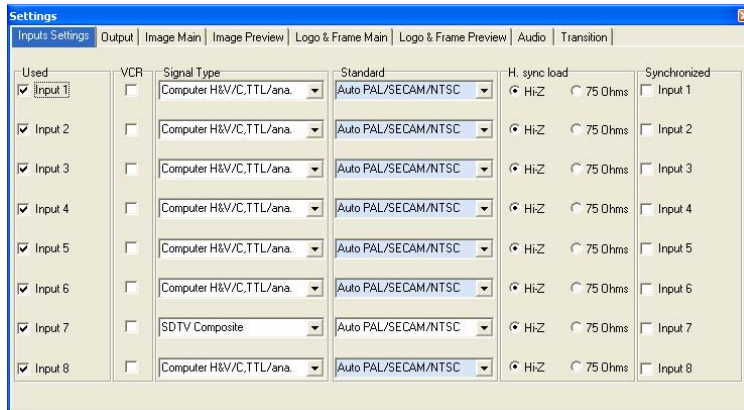 Settings
Inputs Settings Output Image Main Image Preview Logo & Frame Main Logo & Frame Preview Audio Transition
Used VCR Signal Type Standard H. sync load Synchronized
Input 1 Computer H&V/C,TTL/ana. Auto PAL/SECAM/NTSC Hi-Z 75 Ohms Input 1
Input 2 Computer H&V/C,TTL/ana. Auto PAL/SECAM/NTSC Hi-Z 75 Ohms Input 2
Input 3 Computer H&V/C,TTL/ana. Auto PAL/SECAM/NTSC Hi-Z 75 Ohms Input 3
Input 4 Computer H&V/C,TTL/ana. Auto PAL/SECAM/NTSC Hi-Z 75 Ohms Input 4
Input 5 Computer H&V/C,TTL/ana. Auto PAL/SECAM/NTSC Hi-Z 75 Ohms Input 5
Input 6 Computer H&V/C,TTL/ana. Auto PAL/SECAM/NTSC Hi-Z 75 Ohms Input 6
Input 7 SDTV Composite Auto PAL/SECAM/NTSC Hi-Z 75 Ohms Input 7
Input 8 Computer H&V/C,TTL/ana. Auto PAL/SECAM/NTSC Hi-Z 75 Ohms Input 8